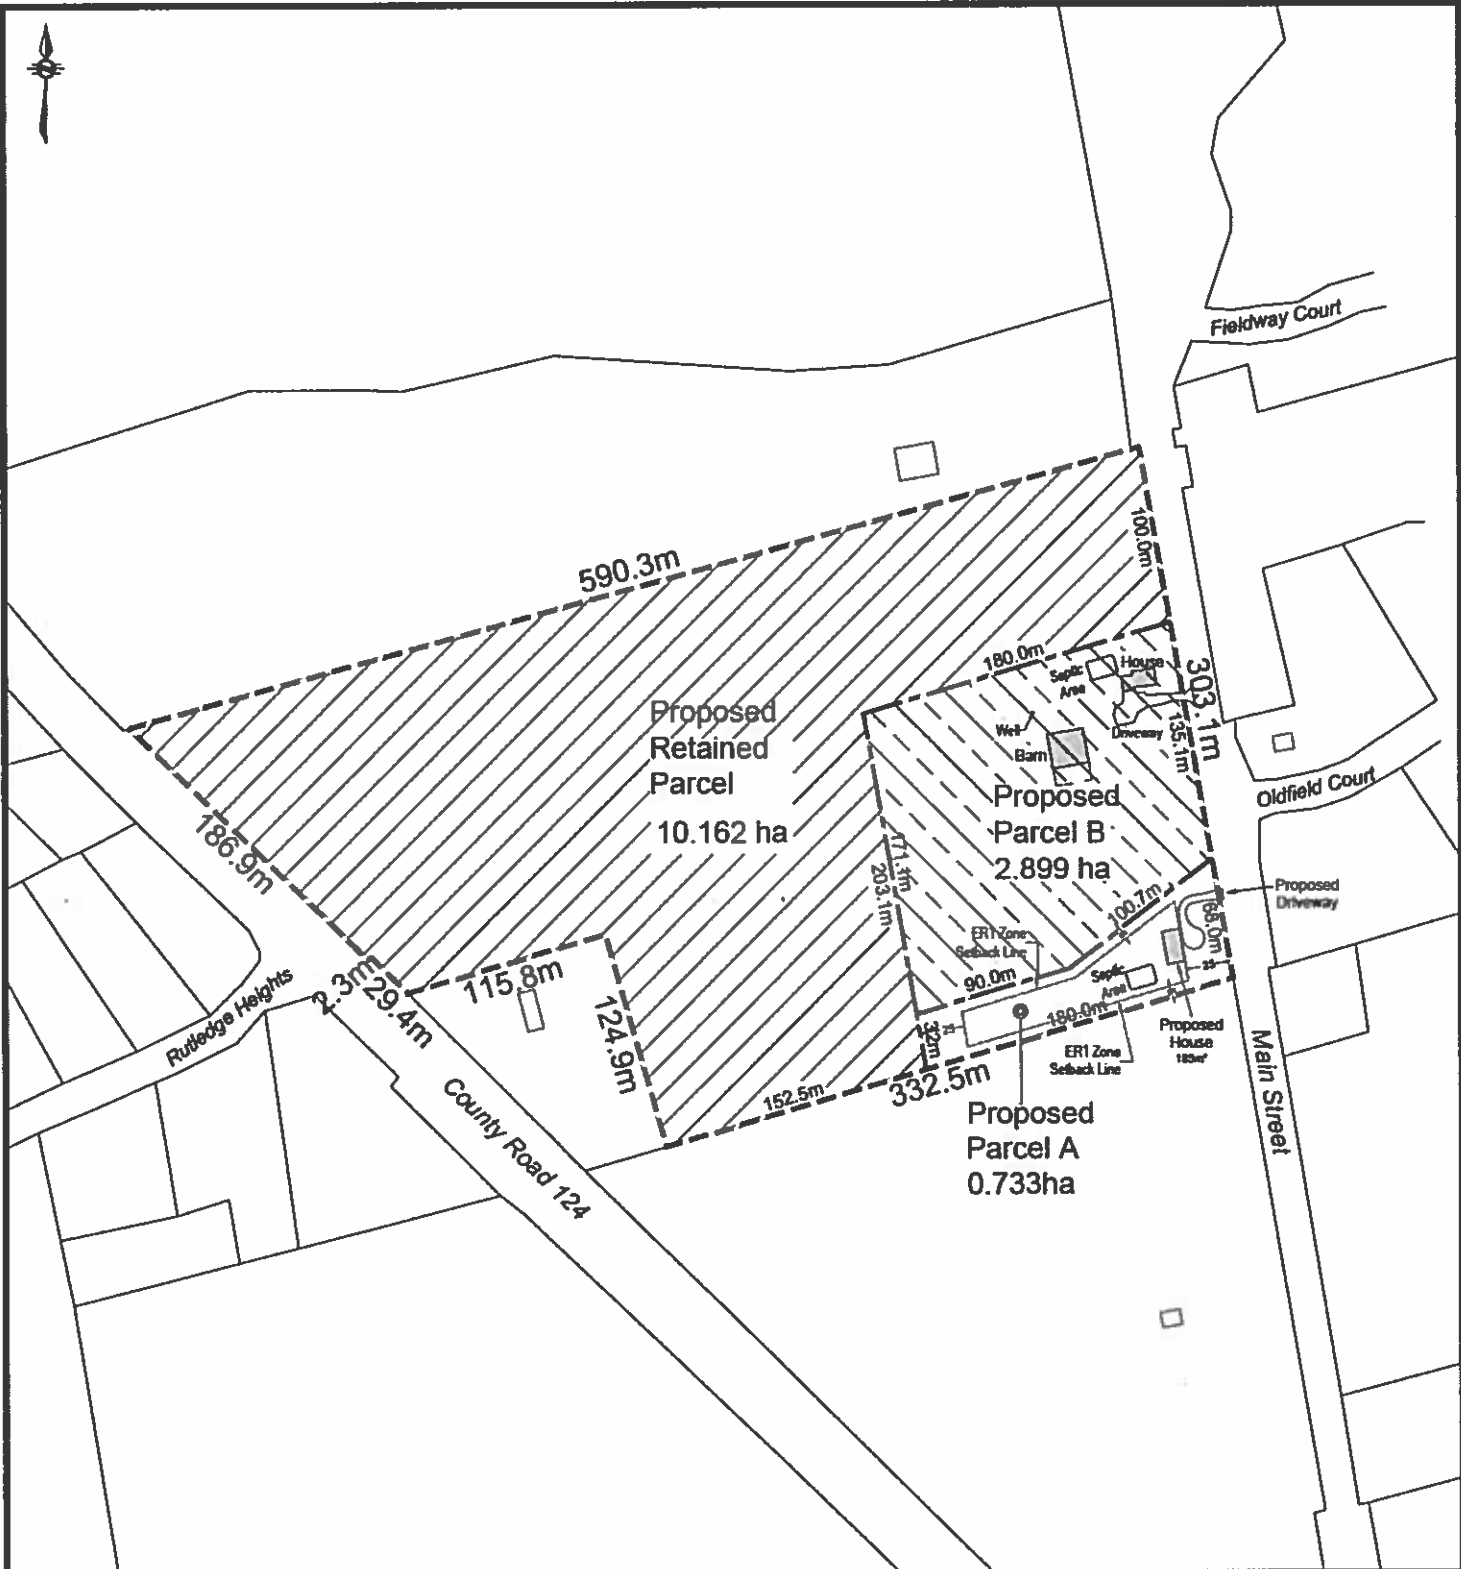 Fieldway Court
590.3m
100.0m
180.0m
House
Septic
Area
303.1m
Well
Driveway
135.1m
Barn
Proposed
Retained
Parcel
10.162 ha
Proposed
Parcel B
2.899 ha
Oldfield Court
186.9m
171.1m
203.1m
100.7m
Proposed
Driveway
68.0m
ER1 Zone
Setback Line
90.0m
Septic
Area
25
2.3m
29.4m
115.8m
124.9m
Rutledge Heights
32m
25
180.0m
Proposed
House
185m²
ER1 Zone
Setback Line
152.5m
332.5m
Proposed
Parcel A
0.733ha
County Road 124
Main Street